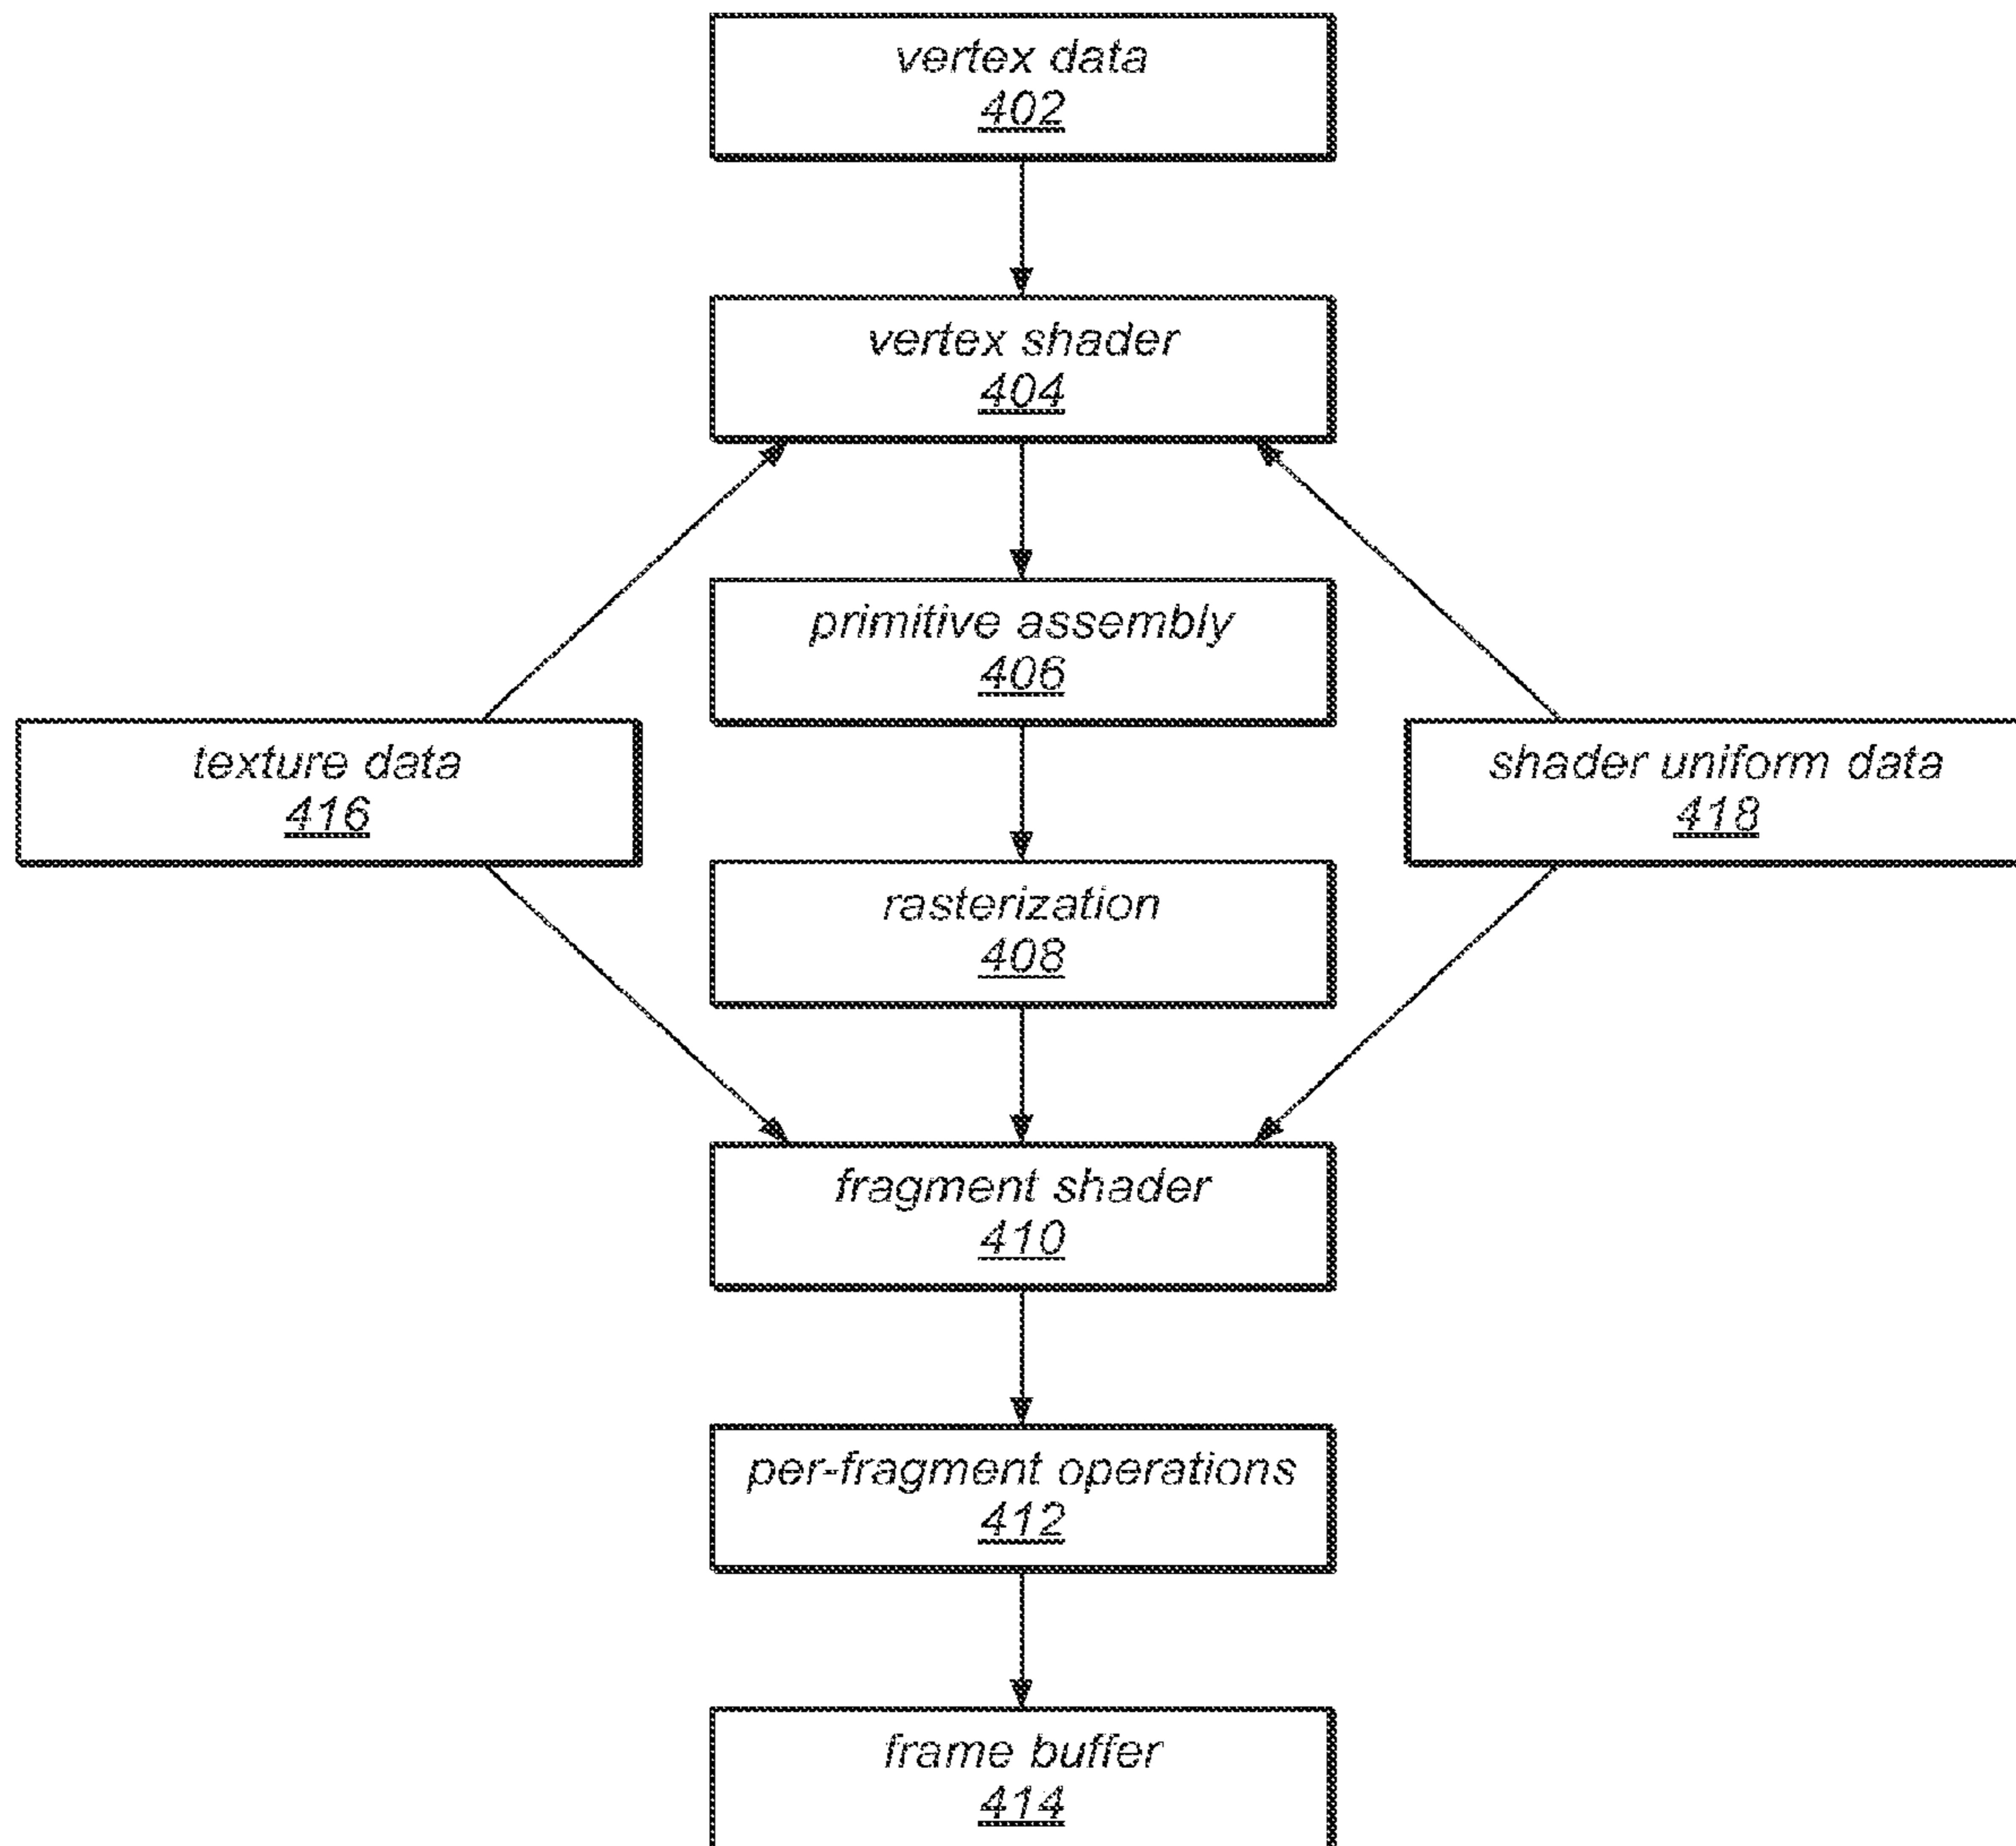 vertex data
402
vertex shader
404
primitive assembly
406
texture data
416
shader uniform data
418
rasterization
408
fragment shader
410
per-fragment operations
412
frame buffer
414